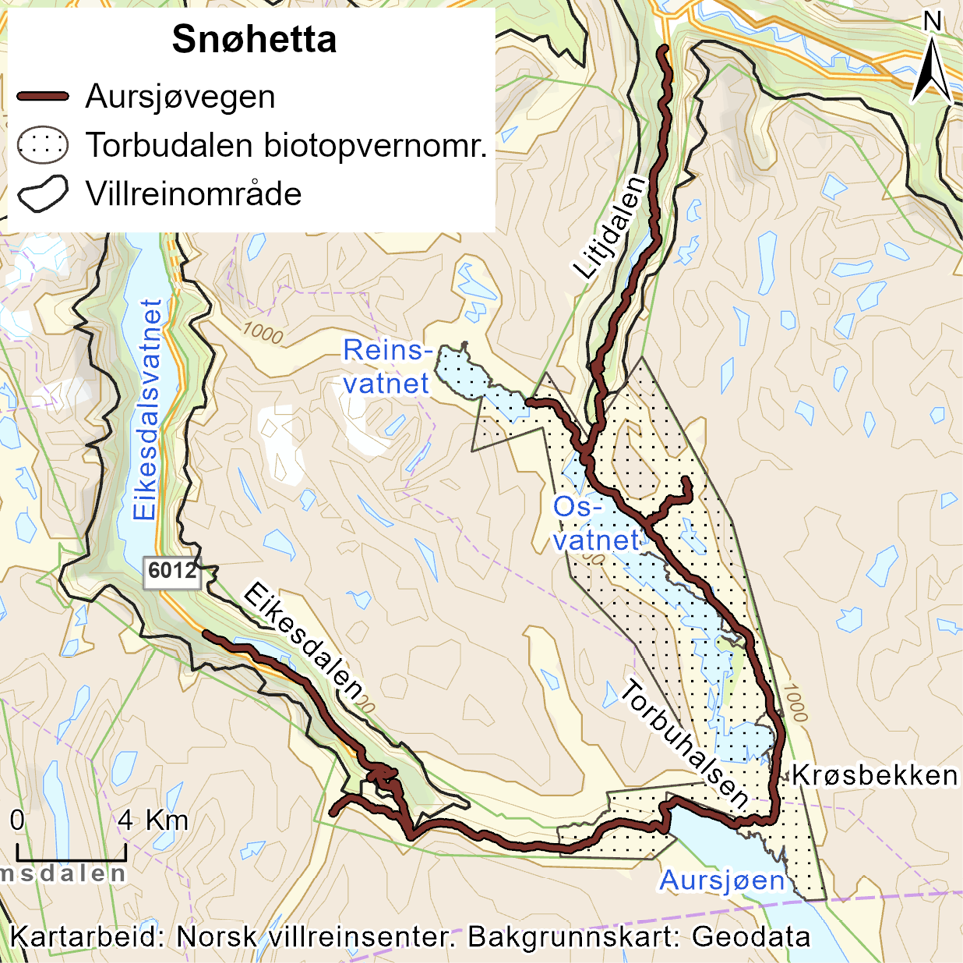 Snøhetta
Aursjøvegen
Torbudalen biotopvernomr.
Villreinområde
N
Litjdalen
1000
Reins-
vatnet
Eikesdalsvatnet
Os-
vatnet
6012
Eikesdalen
1000
Torbuhalsen
Krøsbekken
0 4 Km
msdalen
Aursjøen
Kartarbeid: Norsk villreinsenter. Bakgrunnskart: Geodata